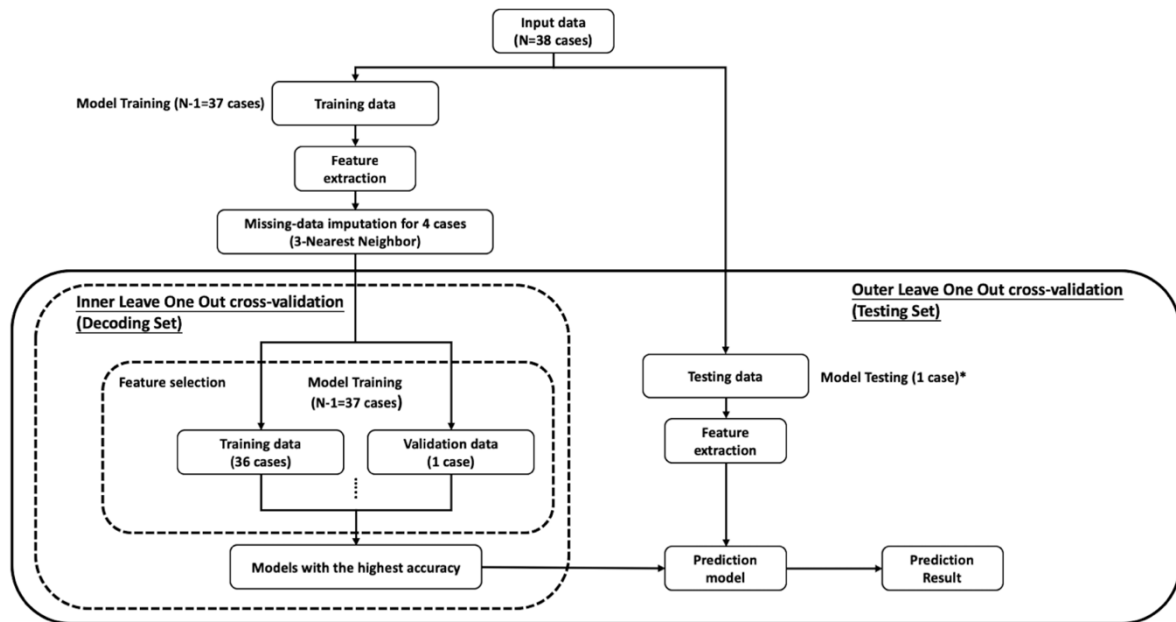 Input data
(N=38 cases)
Model Training (N-1=37 cases)
Training data
Feature
extraction
Missing-data imputation for 4 cases
(3-Nearest Neighbor)
Inner Leave One Out cross-validation
(Decoding Set)
Outer Leave One Out cross-validation
(Testing Set)
Feature selection
Model Training
(N-1=37 cases)
Training data
(36 cases)
Validation data
(1 case)
Testing data
Model Testing (1 case)*
Feature
extraction
Models with the highest accuracy
Prediction
model
Prediction
Result